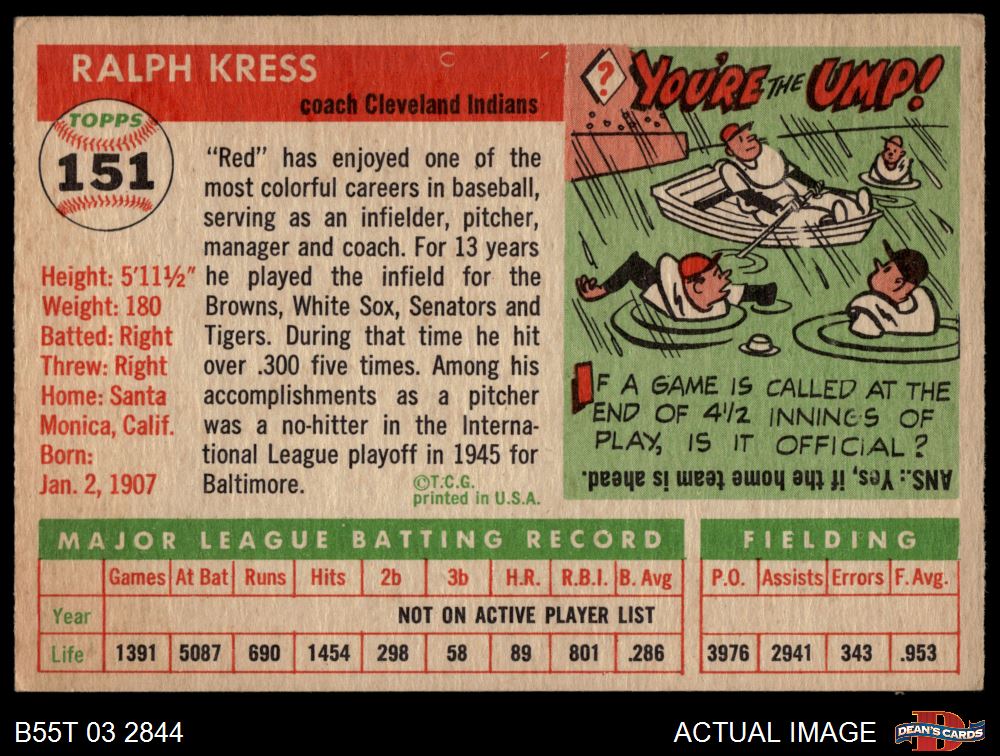 RALPH KRESS
coach Cleveland Indians
TOPPS
151
Height: 5'11½"
Weight: 180
Batted: Right
Threw: Right
Home: Santa
Monica, Calif.
Born:
Jan. 2, 1907
"Red" has enjoyed one of the
most colorful careers in baseball,
serving as an infielder, pitcher,
manager and coach. For 13 years
he played the infield for the
Browns, White Sox, Senators and
Tigers. During that time he hit
over .300 five times. Among his
accomplishments as a pitcher
was a no-hitter in the Interna-
tional League playoff in 1945 for
Baltimore.
©T.C.G.
printed in U.S.A.
? YOU'RE THE UMP!
IF A GAME IS CALLED AT THE
END OF 4½ INNINGS OF
PLAY, IS IT OFFICIAL?
ANS.: Yes, if the home team is ahead.
MAJOR LEAGUE BATTING RECORD FIELDING
Games At Bat Runs Hits 2b 3b H.R. R.B.I. B. Avg P.O. Assists Errors F. Avg.
Year NOT ON ACTIVE PLAYER LIST
Life 1391 5087 690 1454 298 58 89 801 .286 3976 2941 343 .953
B55T 03 2844 ACTUAL IMAGE DEAN'S CARDS